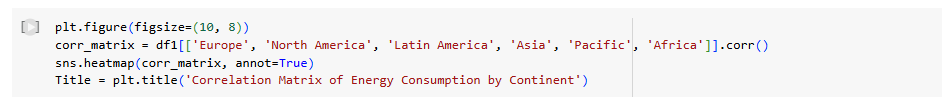 plt.figure(figsize=(10, 8))
corr_matrix = df1[['Europe', 'North America', 'Latin America', 'Asia', 'Pacific', 'Africa']].corr()
sns.heatmap(corr_matrix, annot=True)
Title = plt.title('Correlation Matrix of Energy Consumption by Continent')